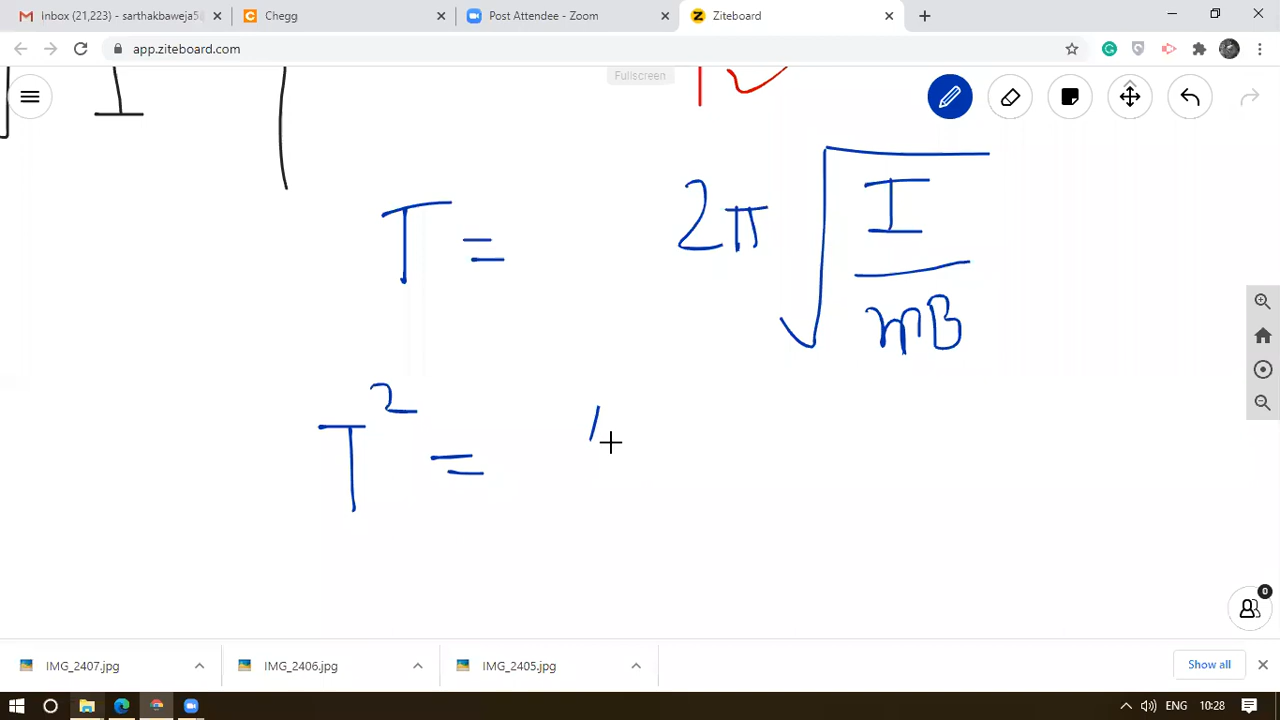 inbox (21,223) - sarthakbaweja5
Chegg
Post Attendee - Zoom
Ziteboard
app.ziteboard.com
Fullscreen
I
T = 2π √ I / mB
T² =
0
IMG_2407.jpg
IMG_2406.jpg
IMG_2405.jpg
Show all
ENG
10:28